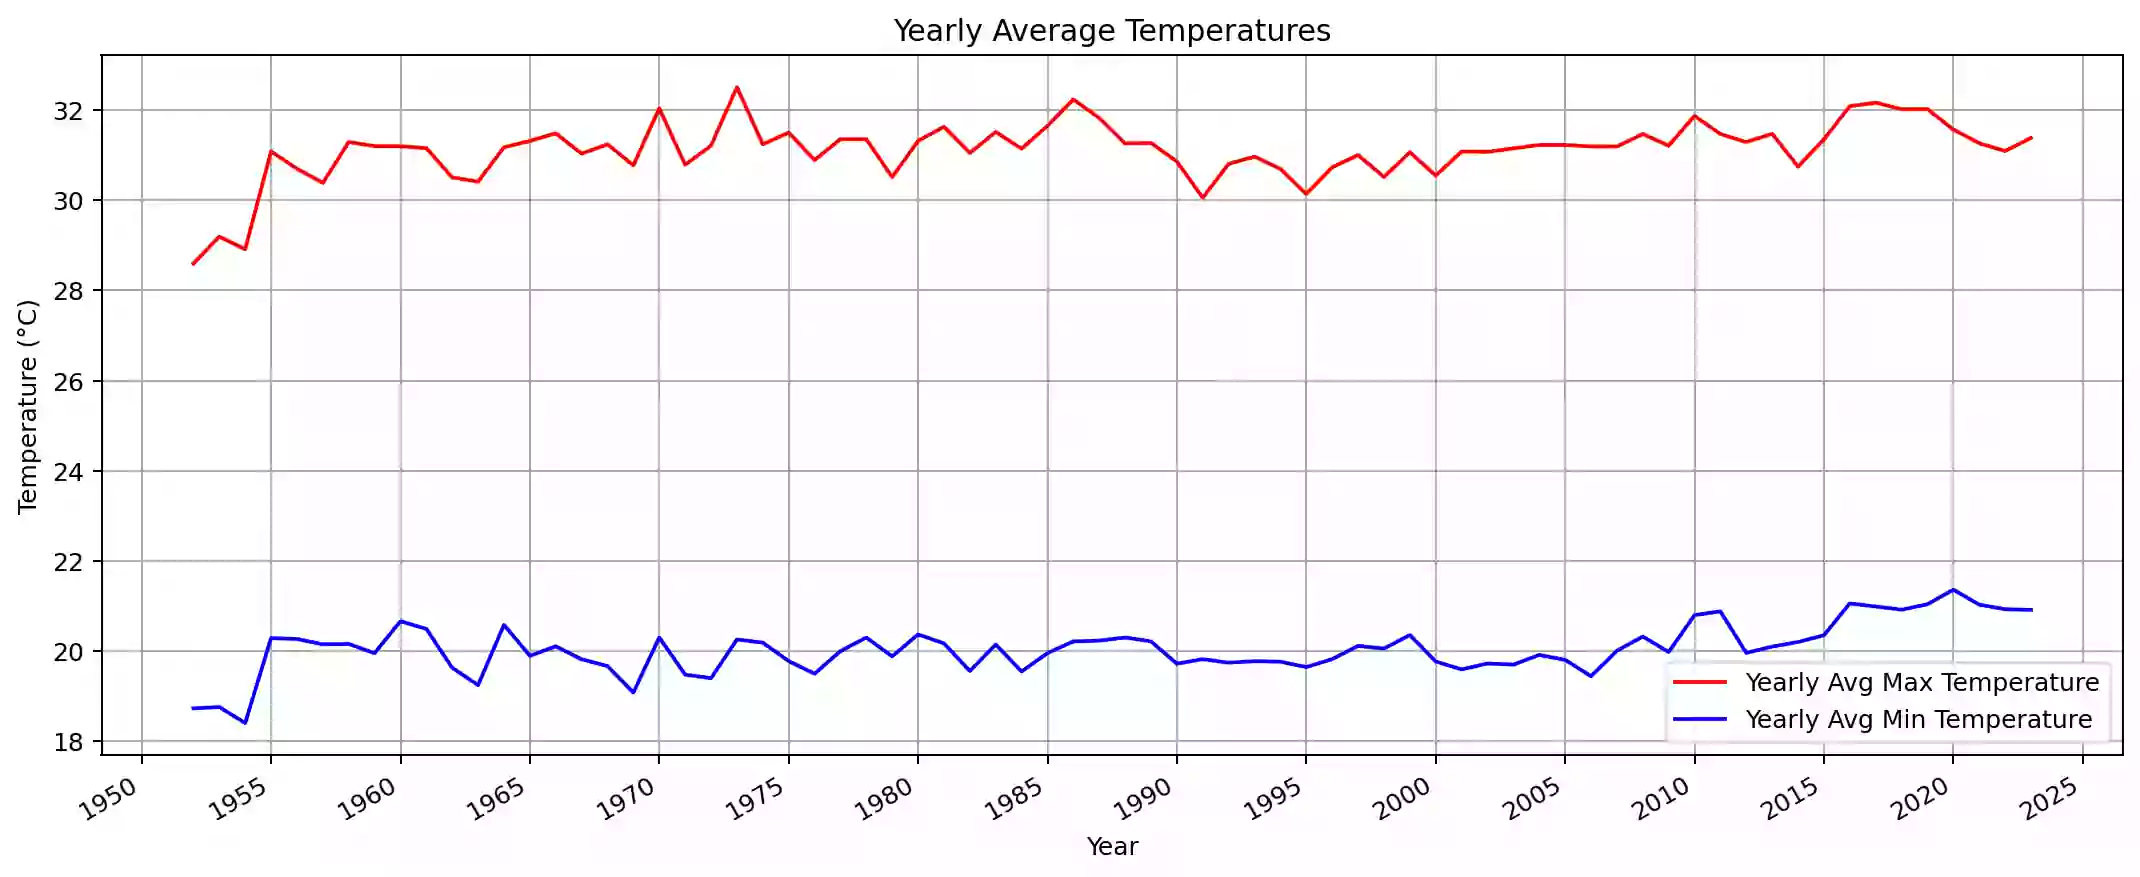 Yearly Average Temperatures
Temperature (°C)
32
30
28
26
24
22
20
18
Yearly Avg Max Temperature
Yearly Avg Min Temperature
1950 1955 1960 1965 1970 1975 1980 1985 1990 1995 2000 2005 2010 2015 2020 2025
Year